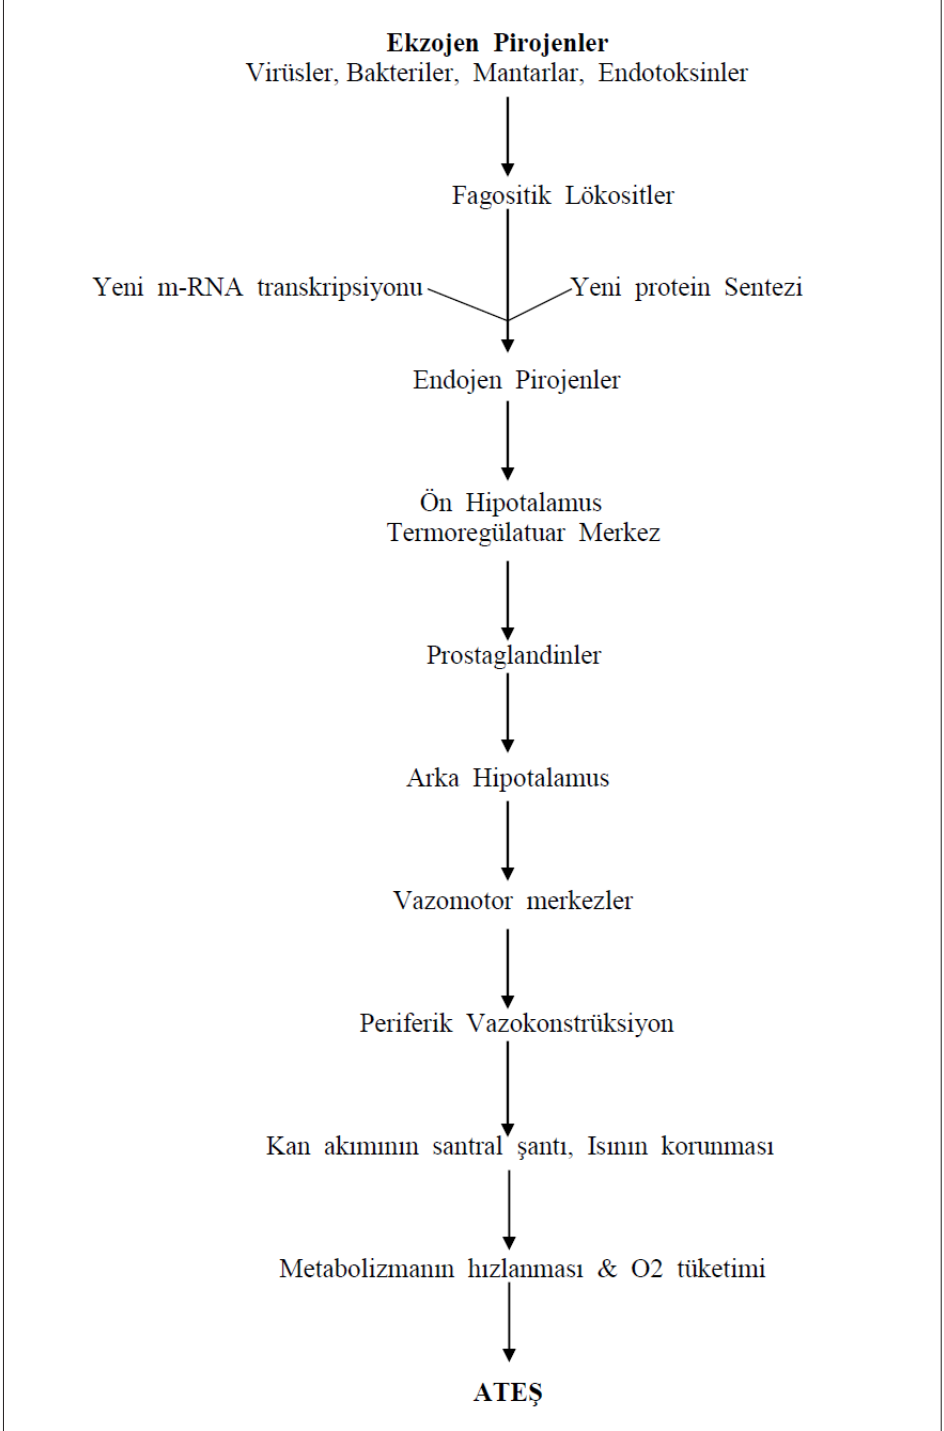 Ekzojen Pirojenler
Virüsler, Bakteriler, Mantarlar, Endotoksinler
Fagositik Lökositler
Yeni m-RNA transkripsiyonu
Yeni protein Sentezi
Endojen Pirojenler
Ön Hipotalamus
Termoregülatuar Merkez
Prostaglandinler
Arka Hipotalamus
Vazomotor merkezler
Periferik Vazokonstrüksiyon
Kan akımının santral şantı, Isının korunması
Metabolizmanın hızlanması & O2 tüketimi
ATEŞ